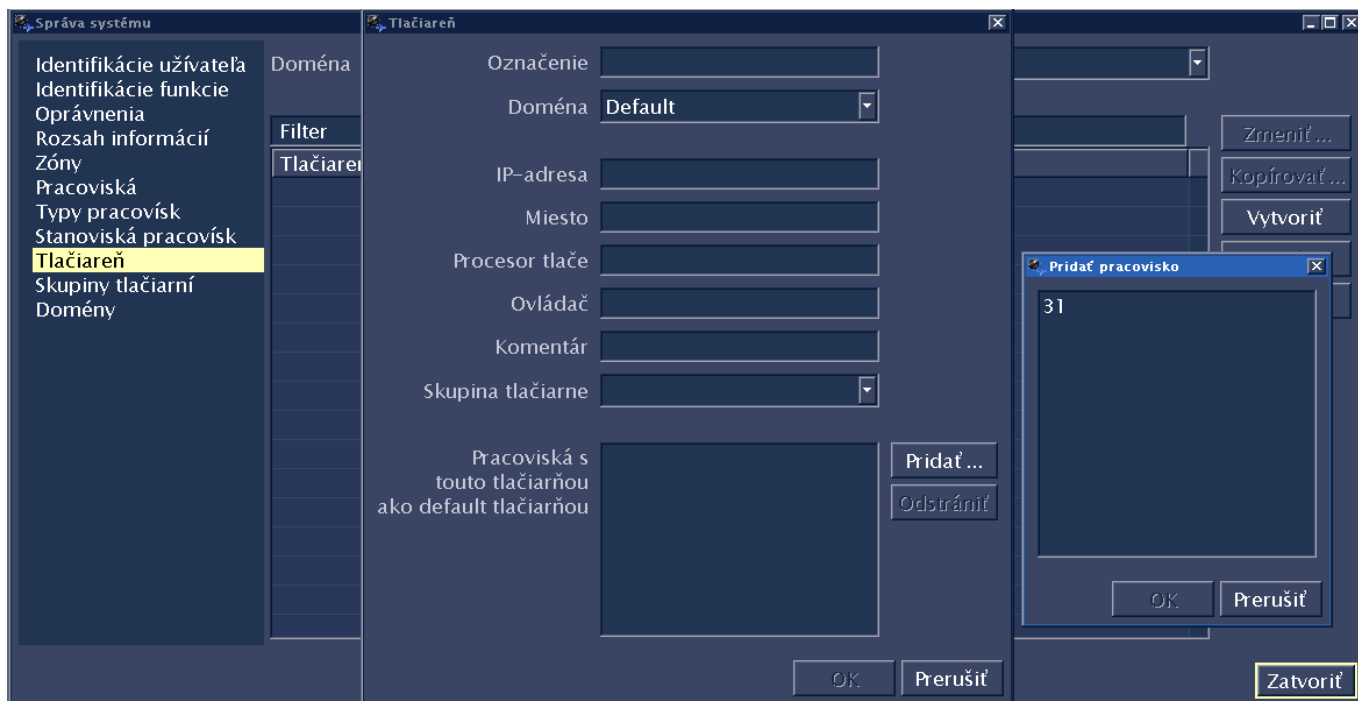 Správa systému
Identifikácie užívateľa
Identifikácie funkcie
Oprávnenia
Rozsah informácií
Zóny
Pracoviská
Typy pracovísk
Stanoviská pracovísk
Tlačiareň
Skupiny tlačiarní
Domény
Doména
Filter
Tlačiareň
Tlačiareň
Označenie
Doména Default
IP-adresa
Miesto
Procesor tlače
Ovládač
Komentár
Skupina tlačiarne
Pracoviská s
touto tlačiarňou
ako default tlačiarňou
Pridať ...
Odstrániť
OK Prerušiť
Zmeniť ...
Kopírovať ...
Vytvoriť
Pridať pracovisko
31
OK Prerušiť
Zatvoriť